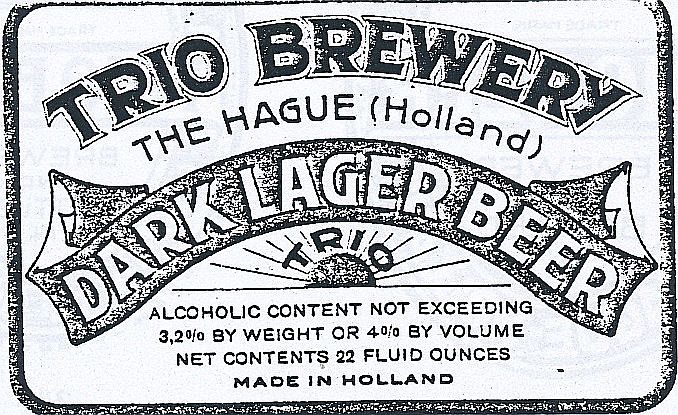 TRIO BREWERY
THE HAGUE (Holland)
DARK LAGER BEER
TRIO
ALCOHOLIC CONTENT NOT EXCEEDING
3,2% BY WEIGHT OR 4% BY VOLUME
NET CONTENTS 22 FLUID OUNCES
MADE IN HOLLAND